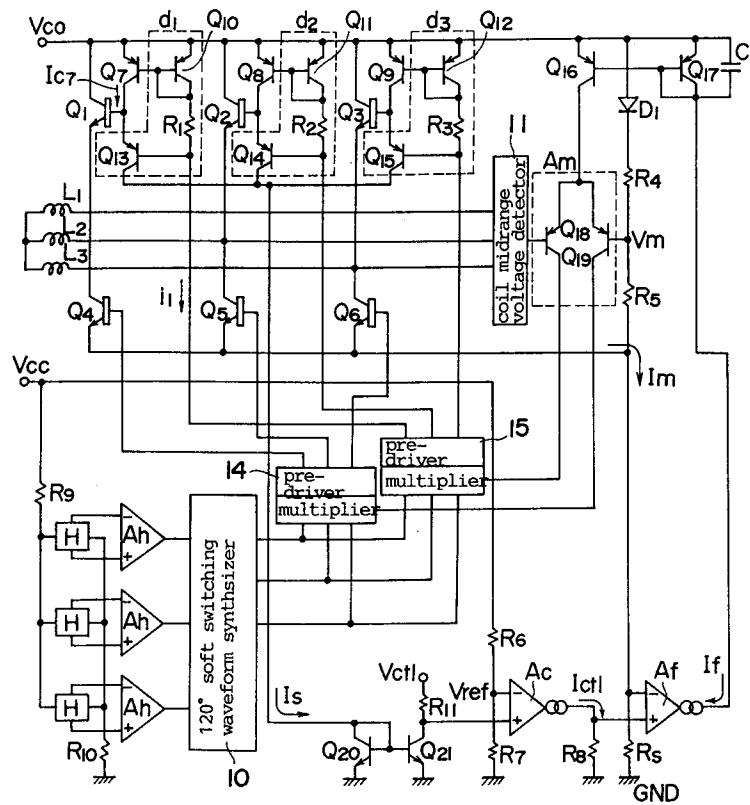 d1 Q10 d2 Q11 d3 Q12
Vco
Q7 Q8 Q9 Q16 Q17 C
Ic7
Q1 Q2 Q3 D1
R1 R2 R3 11
Q13 Q14 Q15 Am R4
L1
L2
L3
coil midrange
voltage detector
Q18 Vm
Q19
i1 R5
Q4 Q5 Q6
Vcc Im
15
pre-
driver
multiplier
14
pre-
driver
multiplier
R9
H - + Ah
H - + Ah
H - + Ah
120° soft switching
waveform synthsizer
10
R10
R6
Is Vctl Vref - + Ac Ictl - + Af If
R11
Q20 Q21 R7 R8 Rs
GND